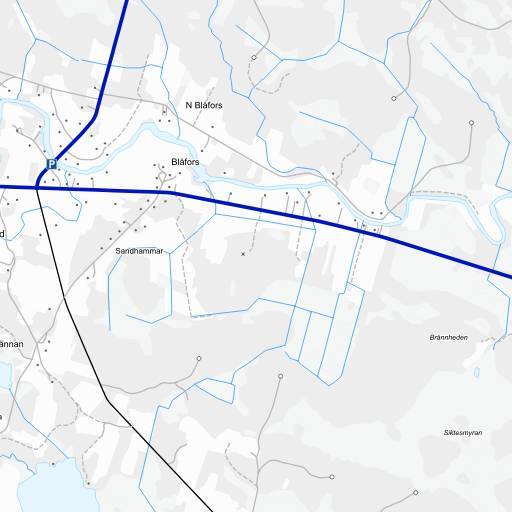 N Blåfors
Blåfors
P
d
Sandhammar
ännan
Brännheden
a
Siktesmyran